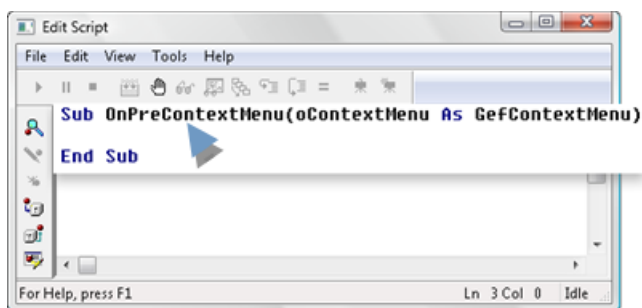 Edit Script
File Edit View Tools Help
Sub OnPreContextMenu(oContextMenu As GefContextMenu)
End Sub
For Help, press F1 Ln 3 Col 0 Idle